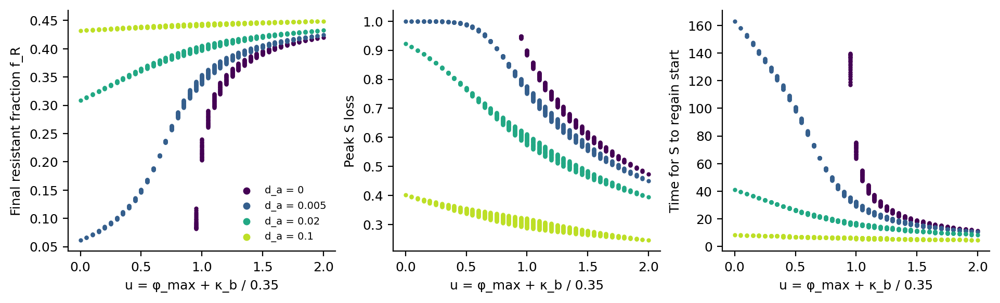 Final resistant fraction f_R
0.45
0.40
0.35
0.30
0.25
0.20
0.15
0.10
0.05
0.0 0.5 1.0 1.5 2.0
u = φ_max + κ_b / 0.35
d_a = 0
d_a = 0.005
d_a = 0.02
d_a = 0.1
Peak S loss
1.0
0.9
0.8
0.7
0.6
0.5
0.4
0.3
0.0 0.5 1.0 1.5 2.0
u = φ_max + κ_b / 0.35
Time for S to regain start
160
140
120
100
80
60
40
20
0
0.0 0.5 1.0 1.5 2.0
u = φ_max + κ_b / 0.35